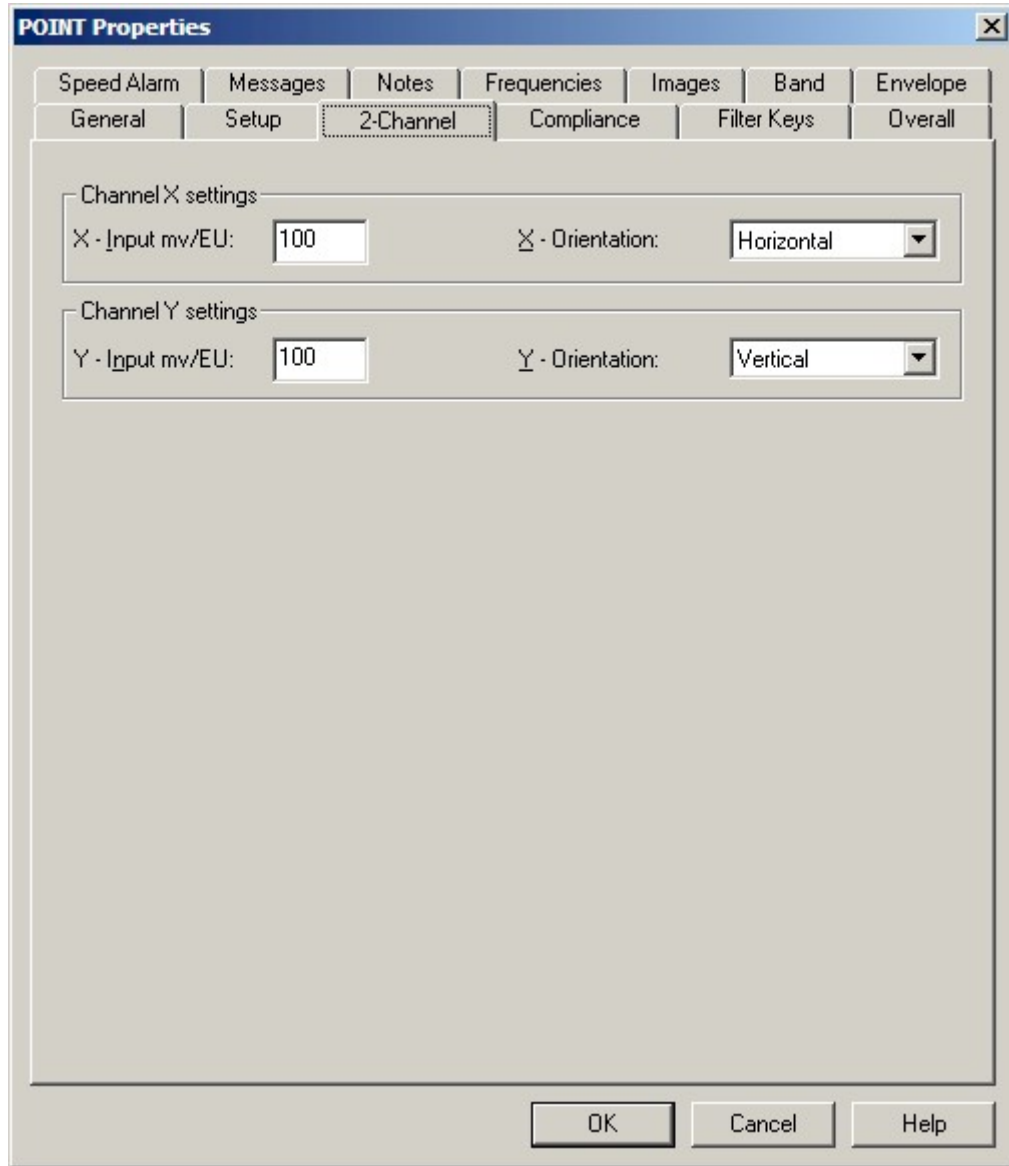 POINT Properties
Speed Alarm Messages Notes Frequencies Images Band Envelope
General Setup 2-Channel Compliance Filter Keys Overall
Channel X settings
X - Input mv/EU: 100 X - Orientation: Horizontal
Channel Y settings
Y - Input mv/EU: 100 Y - Orientation: Vertical
OK Cancel Help